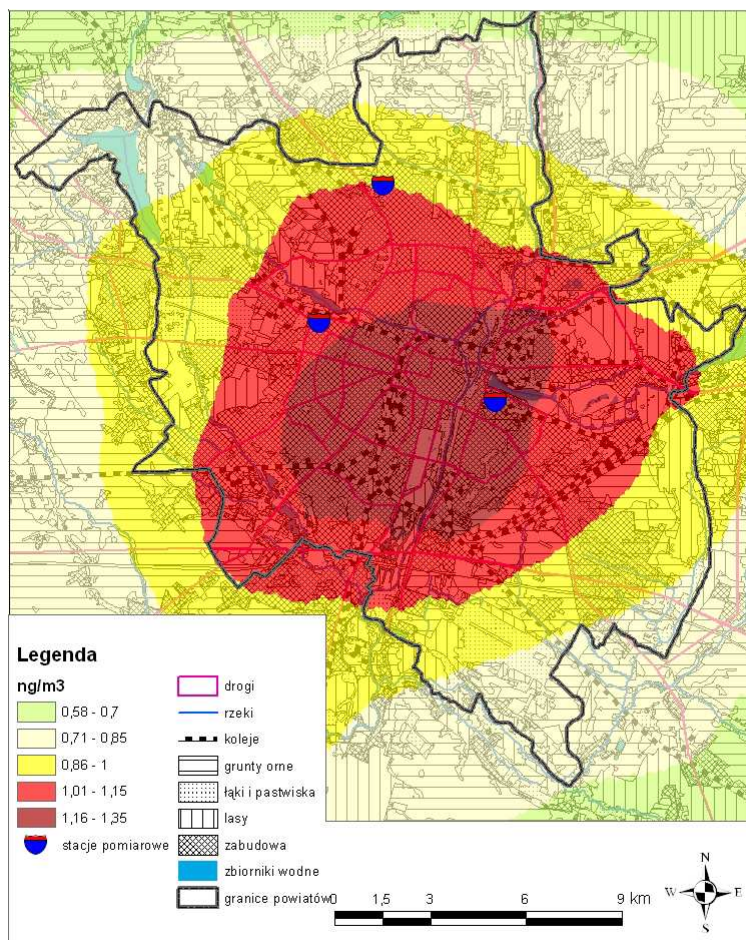 Legenda
ng/m3
0,58 - 0,7
0,71 - 0,85
0,86 - 1
1,01 - 1,15
1,16 - 1,35
stacje pomiarowe
drogi
rzeki
koleje
grunty orne
łąki i pastwiska
lasy
zabudowa
zbiorniki wodne
granice powiatów
0 1,5 3 6 9 km
N
W E
S